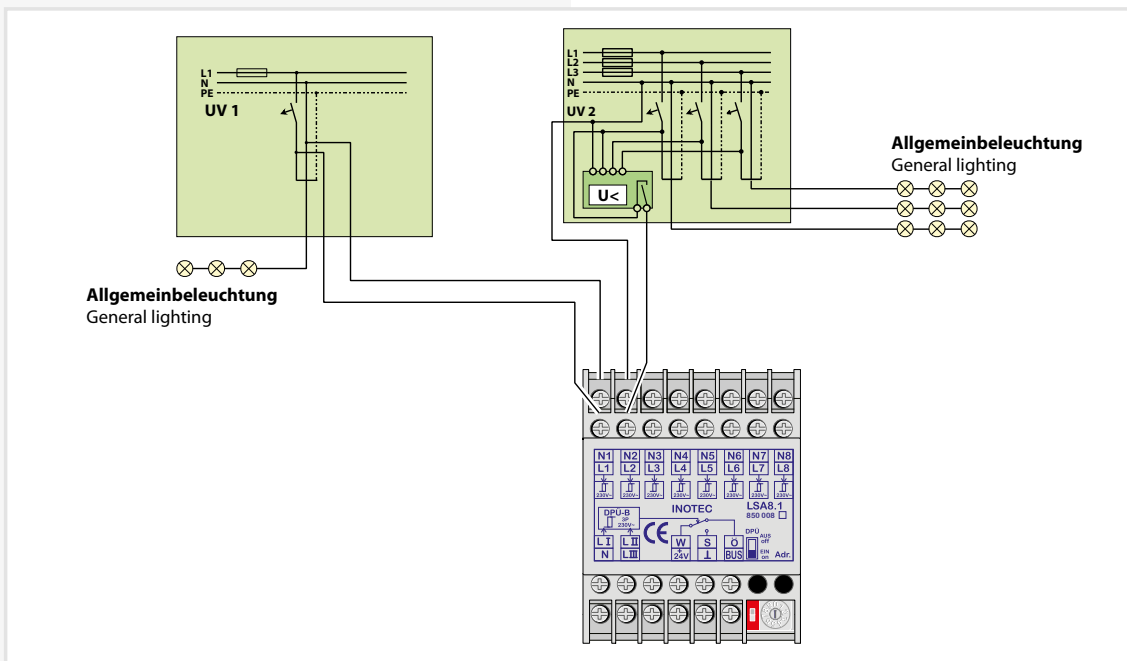 L1
N
PE
UV 1
Allgemeinbeleuchtung
General lighting
L1
L2
L3
N
PE
UV 2
U<
Allgemeinbeleuchtung
General lighting
N1 N2 N3 N4 N5 N6 N7 N8
L1 L2 L3 L4 L5 L6 L7 L8
230V~ 230V~ 230V~ 230V~ 230V~ 230V~ 230V~ 230V~
DPÜ-B
3P
230V~
INOTEC
LSA8.1
850 008
CE
DPÜ
AUS
off
EIN
on
Adr.
L I L II W S Ö
N L III + 24V ⊥ BUS